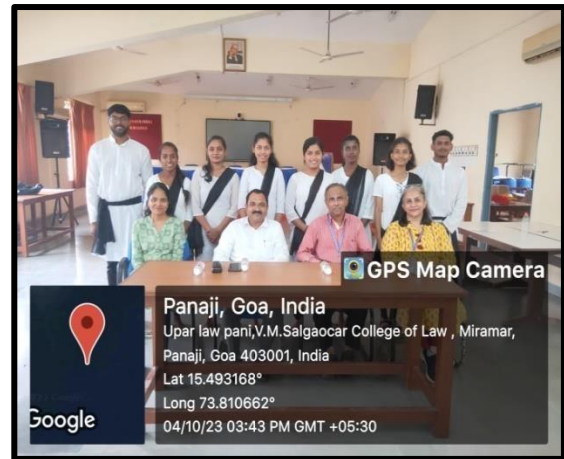 GPS Map Camera
Panaji, Goa, India
Upar law pani,V.M.Salgaocar College of Law , Miramar,
Panaji, Goa 403001, India
Lat 15.493168°
Long 73.810662°
04/10/23 03:43 PM GMT +05:30
Google